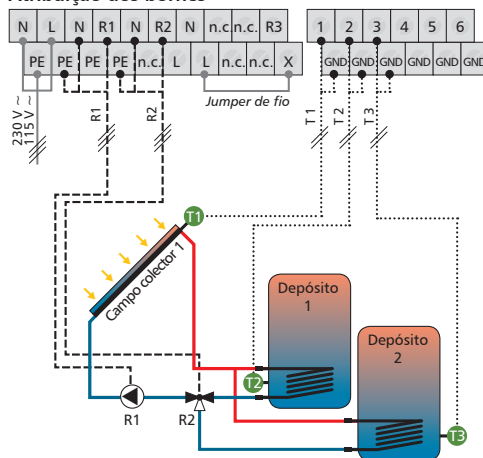 Atribuição dos bornes
N L N R1 N R2 N n.c. n.c. R3
1 2 3 4 5 6
PE PE PE PE n.c. L L n.c. n.c. X
GND GND GND GND GND GND
230 V ~
115 V ~
R1
R2
Jumper de fio
T1
T2
T3
T1
Campo colector 1
Depósito
1
Depósito
2
T2
R1
R2
T3